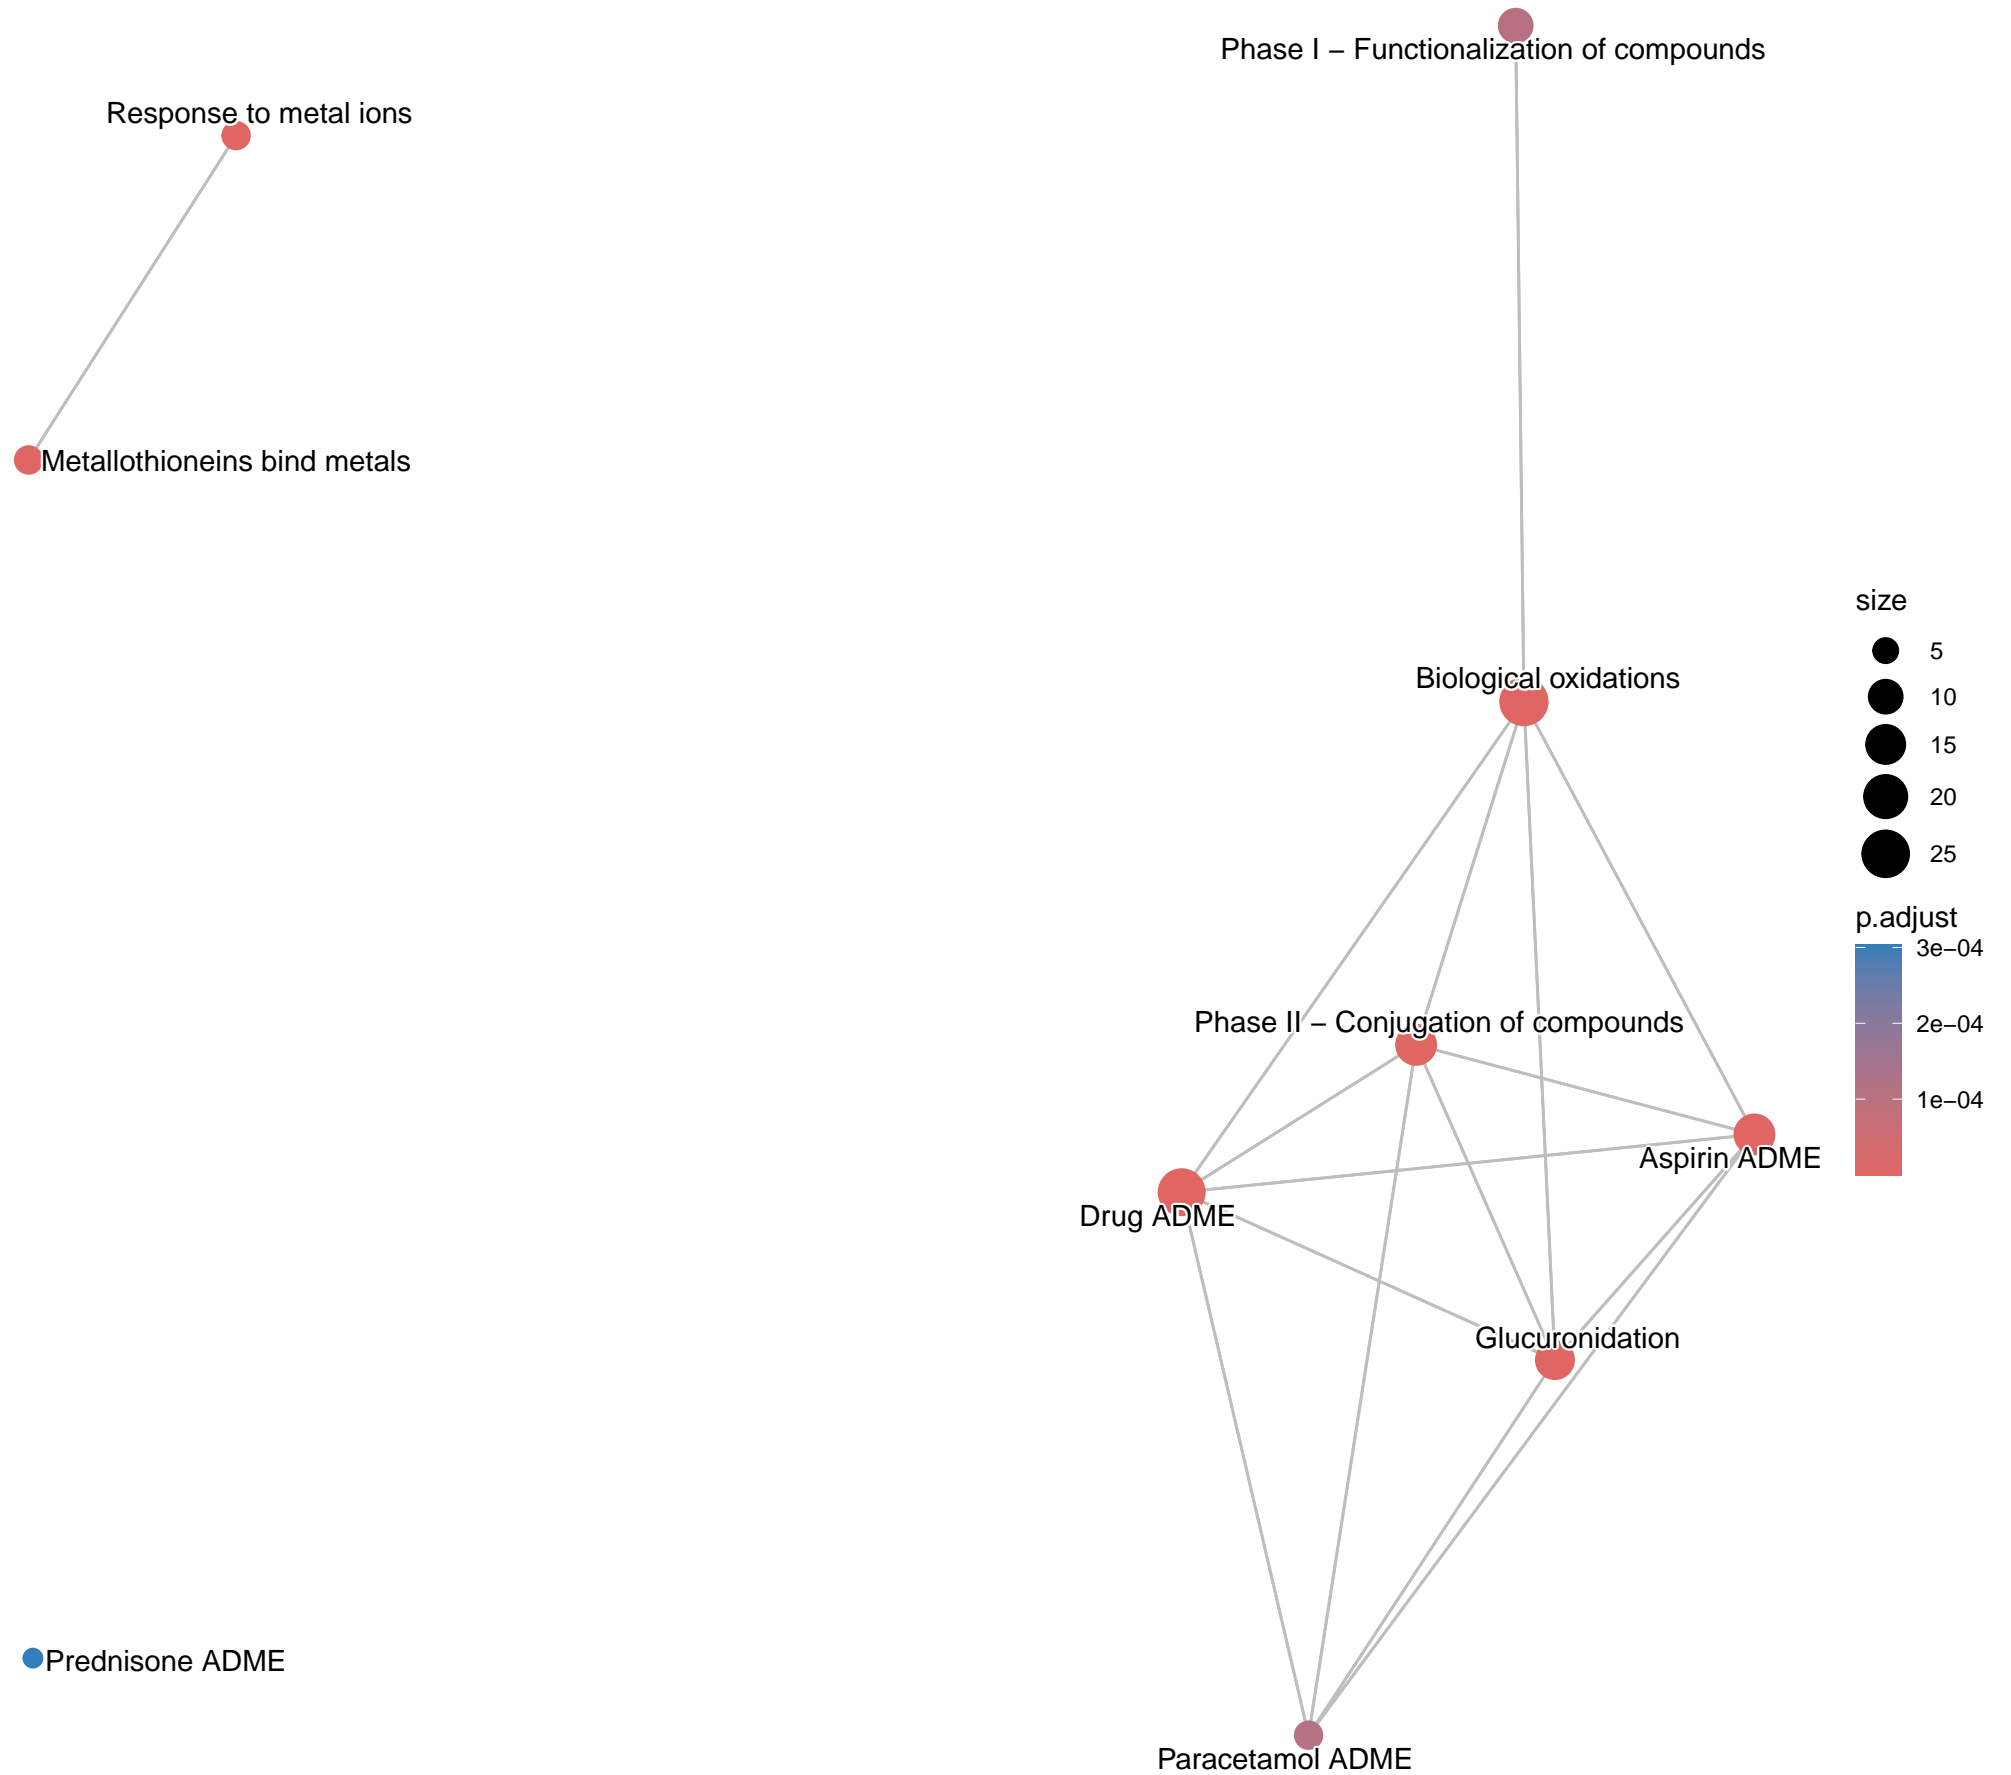 Phase I – Functionalization of compounds
Response to metal ions
Metallothioneins bind metals
Biological oxidations
Phase II – Conjugation of compounds
Aspirin ADME
Drug ADME
Glucuronidation
Prednisone ADME
Paracetamol ADME
size
5
10
15
20
25
p.adjust
3e−04
2e−04
1e−04